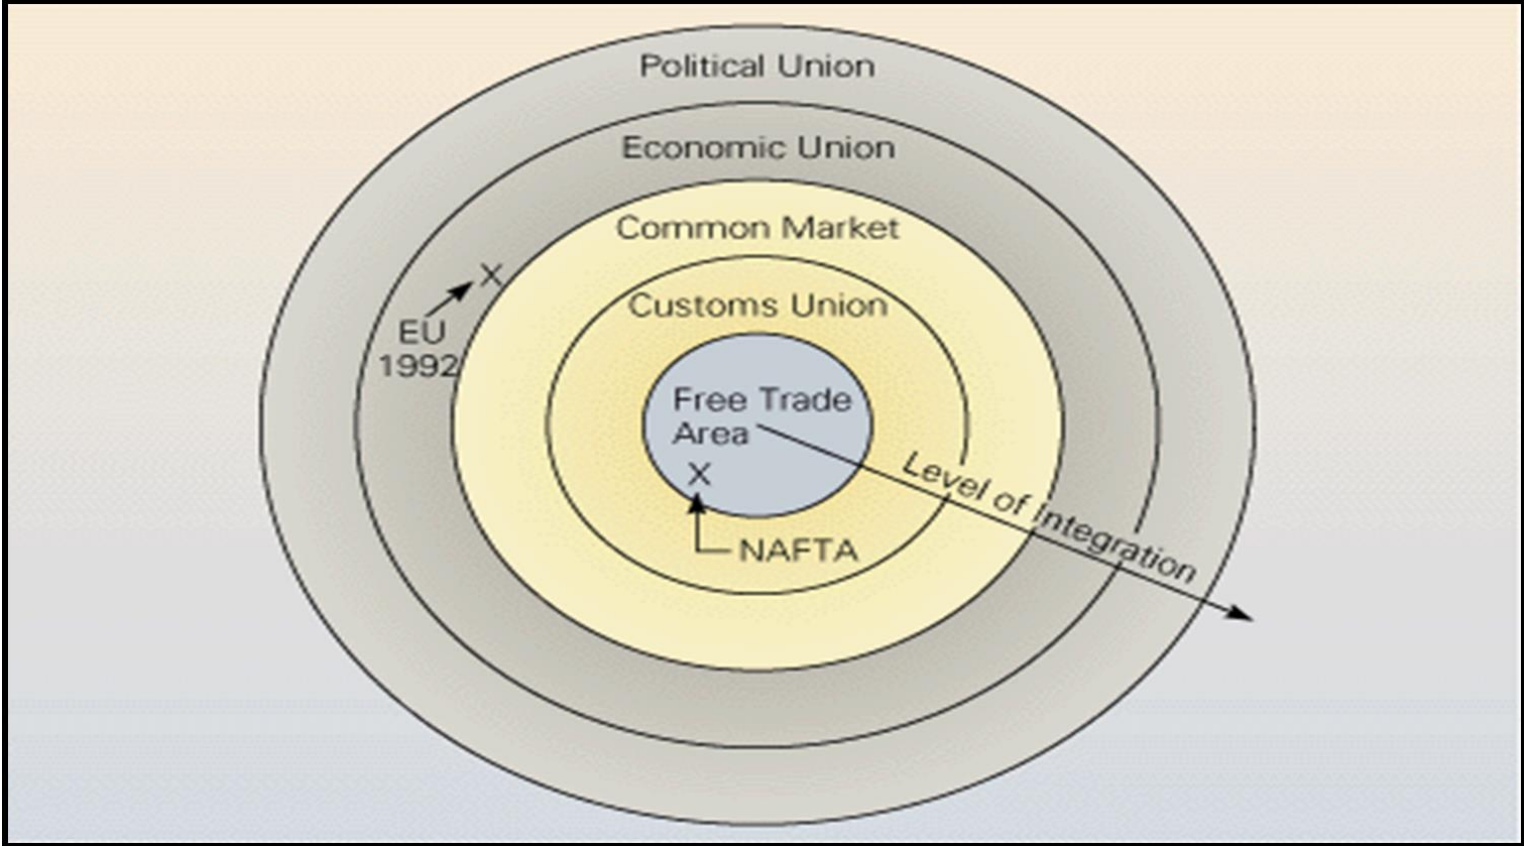 Political Union
Economic Union
Common Market
Customs Union
X
EU
1992
Free Trade
Area
X
NAFTA
Level of integration